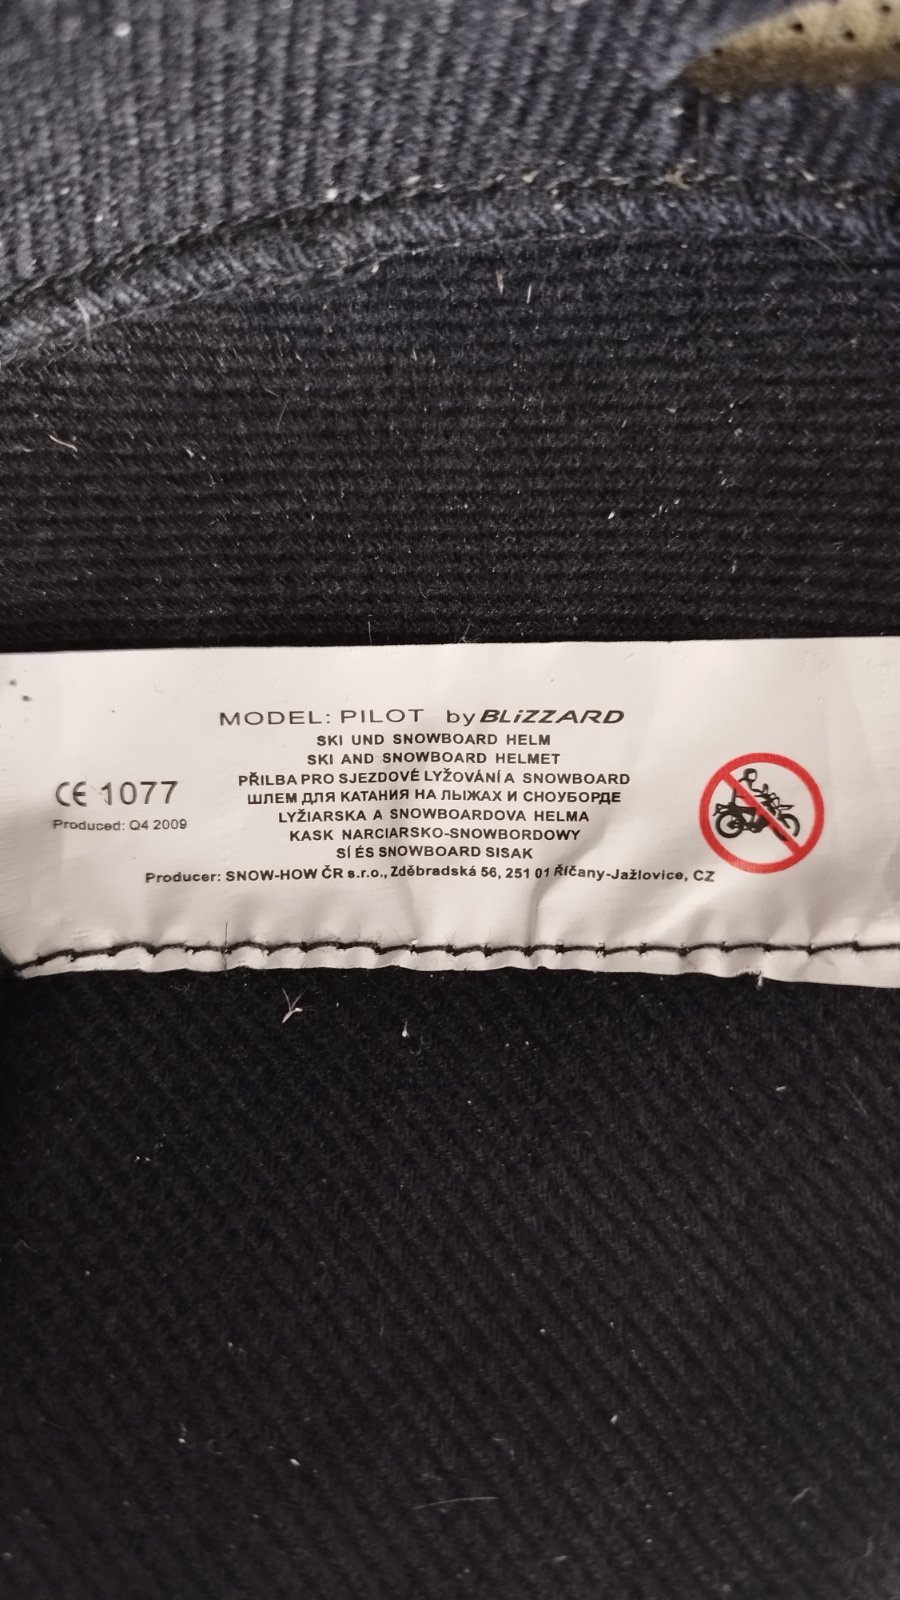 MODEL: PILOT by BLiZZARD
SKI UND SNOWBOARD HELM
SKI AND SNOWBOARD HELMET
PŘILBA PRO SJEZDOVÉ LYŽOVÁNÍ A SNOWBOARD
ШЛЕМ ДЛЯ КАТАНИЯ НА ЛЫЖАХ И СНОУБОРДЕ
LYŽIARSKA A SNOWBOARDOVA HELMA
KASK NARCIARSKO-SNOWBORDOWY
SÍ ÉS SNOWBOARD SISAK
Producer: SNOW-HOW ČR s.r.o., Zděbradská 56, 251 01 Říčany-Jažlovice, CZ
CE 1077
Produced: Q4 2009